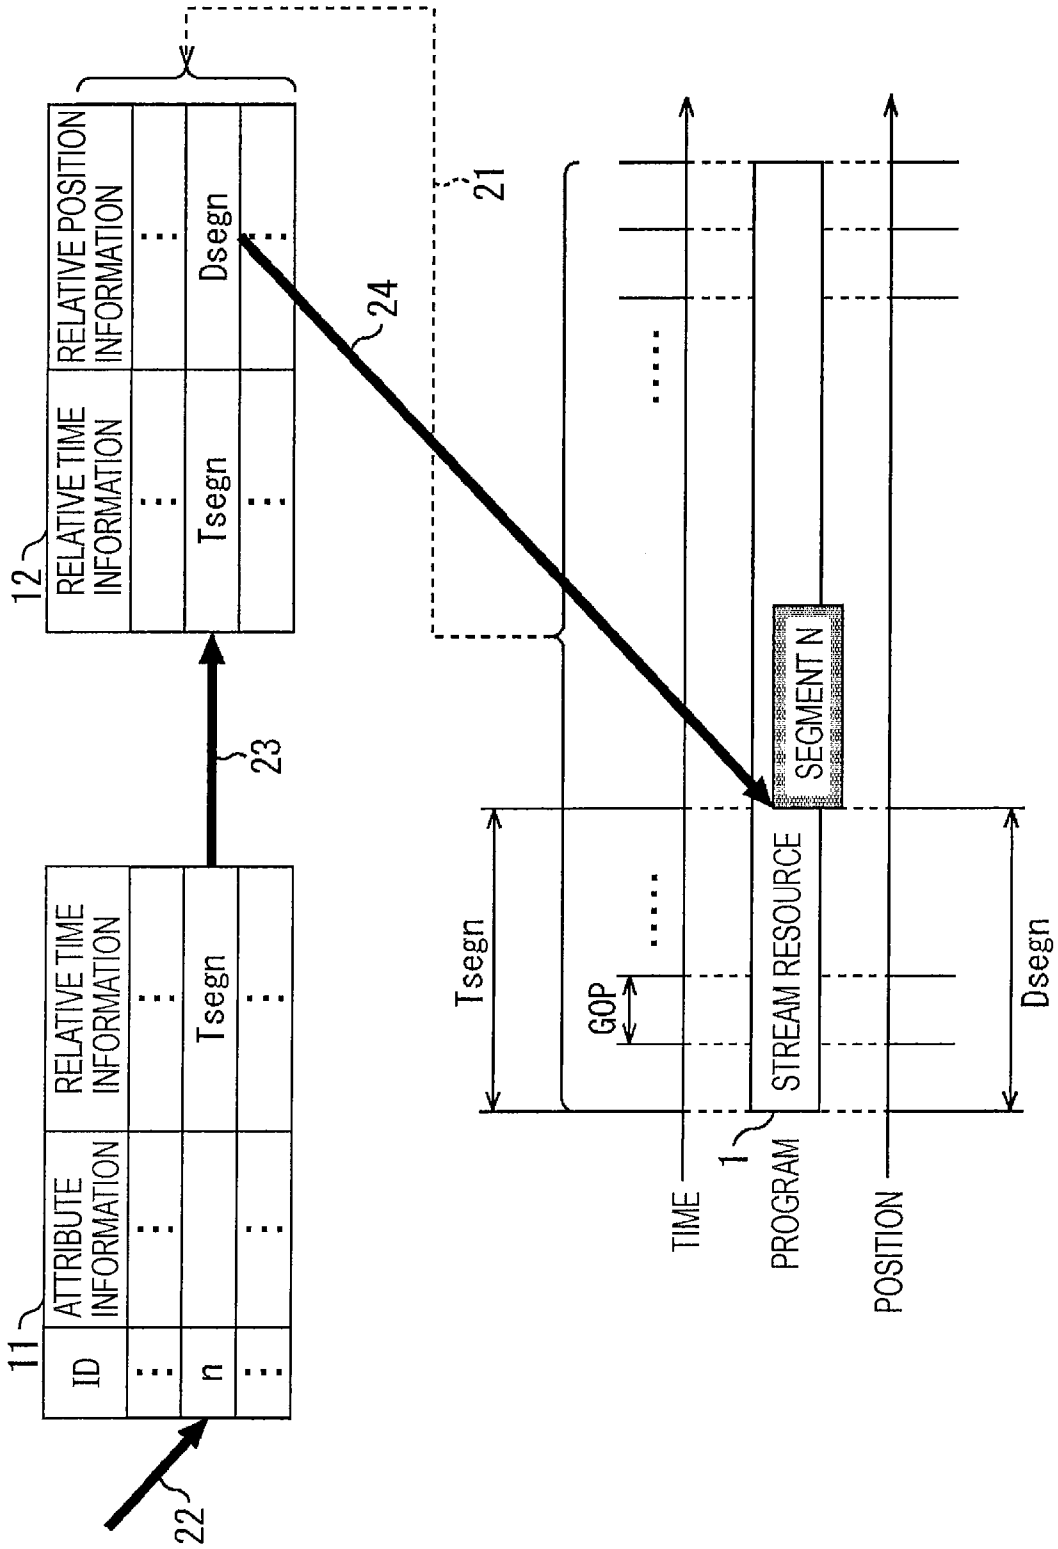 11
ID
ATTRIBUTE
INFORMATION
RELATIVE TIME
INFORMATION
⋮
⋮
⋮
n
Tsegn
⋮
⋮
⋮
22
23
12
RELATIVE TIME
INFORMATION
RELATIVE POSITION
INFORMATION
⋮
⋮
Tsegn
Dsegn
⋮
⋮
24
21
Tsegn
GOP
.....
.....
TIME
1
PROGRAM
STREAM RESOURCE
SEGMENT N
POSITION
Dsegn